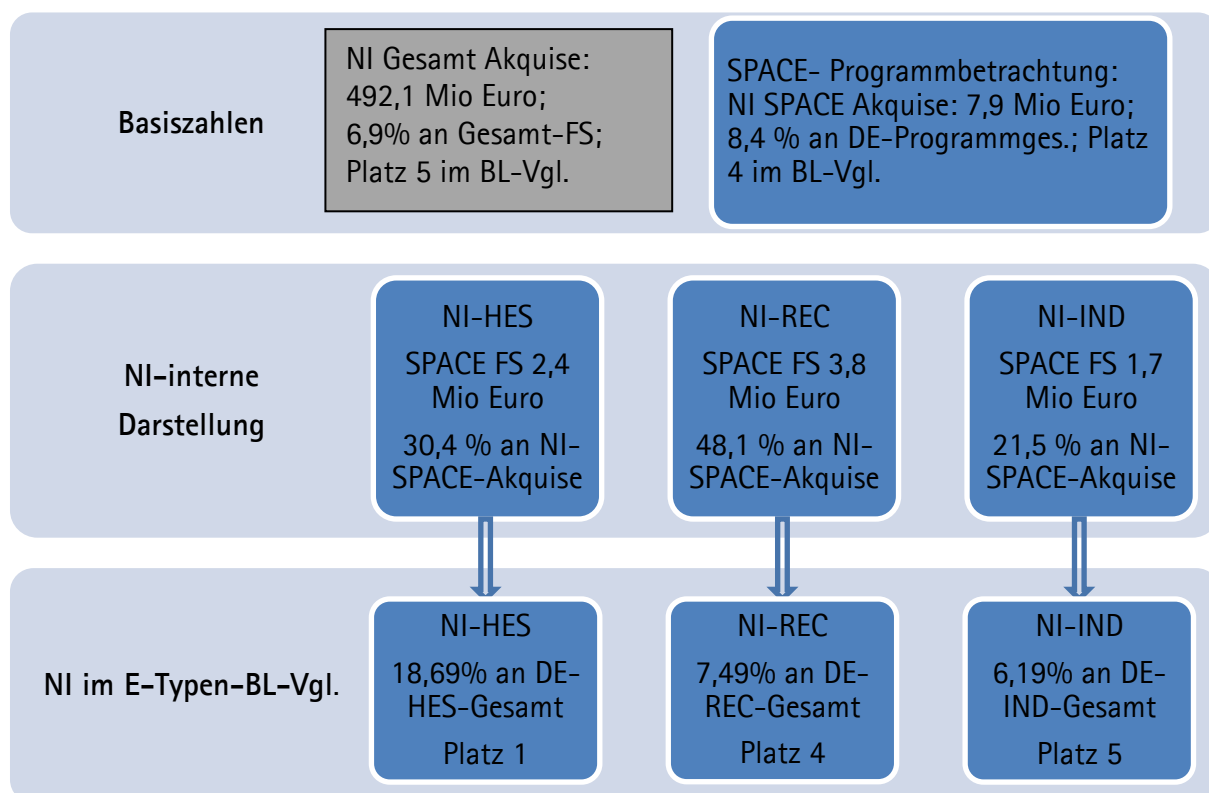 Basiszahlen
NI Gesamt Akquise:
492,1 Mio Euro;
6,9% an Gesamt-FS;
Platz 5 im BL-Vgl.
SPACE- Programmbetrachtung:
NI SPACE Akquise: 7,9 Mio Euro;
8,4 % an DE-Programmges.; Platz
4 im BL-Vgl.
NI-interne
Darstellung
NI-HES
SPACE FS 2,4
Mio Euro
30,4 % an NI-
SPACE-Akquise
NI-REC
SPACE FS 3,8
Mio Euro
48,1 % an NI-
SPACE-Akquise
NI-IND
SPACE FS 1,7
Mio Euro
21,5 % an NI-
SPACE-Akquise
NI im E-Typen-BL-Vgl.
NI-HES
18,69% an DE-
HES-Gesamt
Platz 1
NI-REC
7,49% an DE-
REC-Gesamt
Platz 4
NI-IND
6,19% an DE-
IND-Gesamt
Platz 5